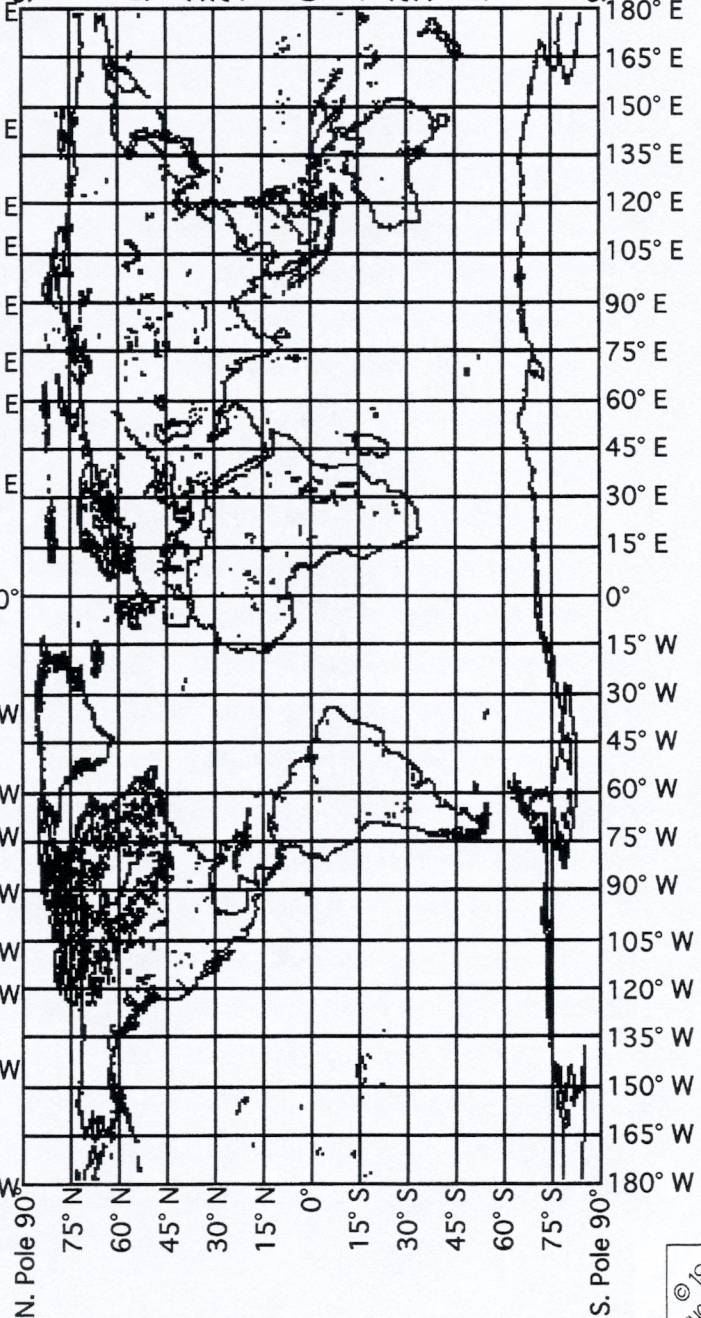 180° E
165° E
150° E
135° E
120° E
105° E
90° E
75° E
60° E
45° E
30° E
15° E
0°
15° W
30° W
45° W
60° W
75° W
90° W
105° W
120° W
135° W
150° W
165° W
180° W
E
E
E
E
E
E
E
E
0°
W
W
W
W
W
W
W
W
N. Pole 90°
75° N
60° N
45° N
30° N
15° N
0°
15° S
30° S
45° S
60° S
75° S
S. Pole 90°
©